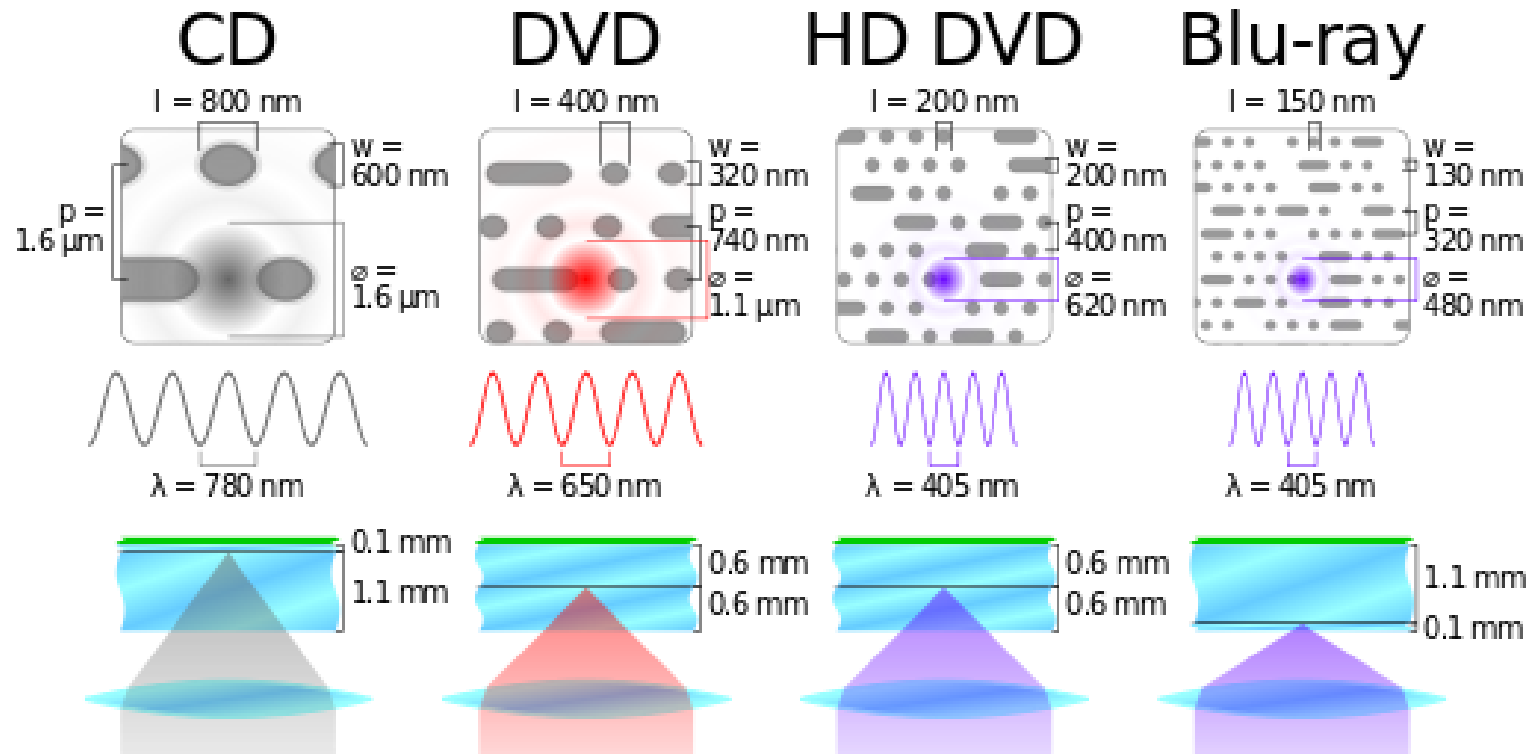 CD
l = 800 nm
w =
600 nm
p =
1.6 µm
⌀ =
1.6 µm
λ = 780 nm
0.1 mm
1.1 mm
DVD
l = 400 nm
w =
320 nm
p =
740 nm
⌀ =
1.1 µm
λ = 650 nm
0.6 mm
0.6 mm
HD DVD
l = 200 nm
w =
200 nm
p =
400 nm
⌀ =
620 nm
λ = 405 nm
0.6 mm
0.6 mm
Blu-ray
l = 150 nm
w =
130 nm
p =
320 nm
⌀ =
480 nm
λ = 405 nm
1.1 mm
0.1 mm